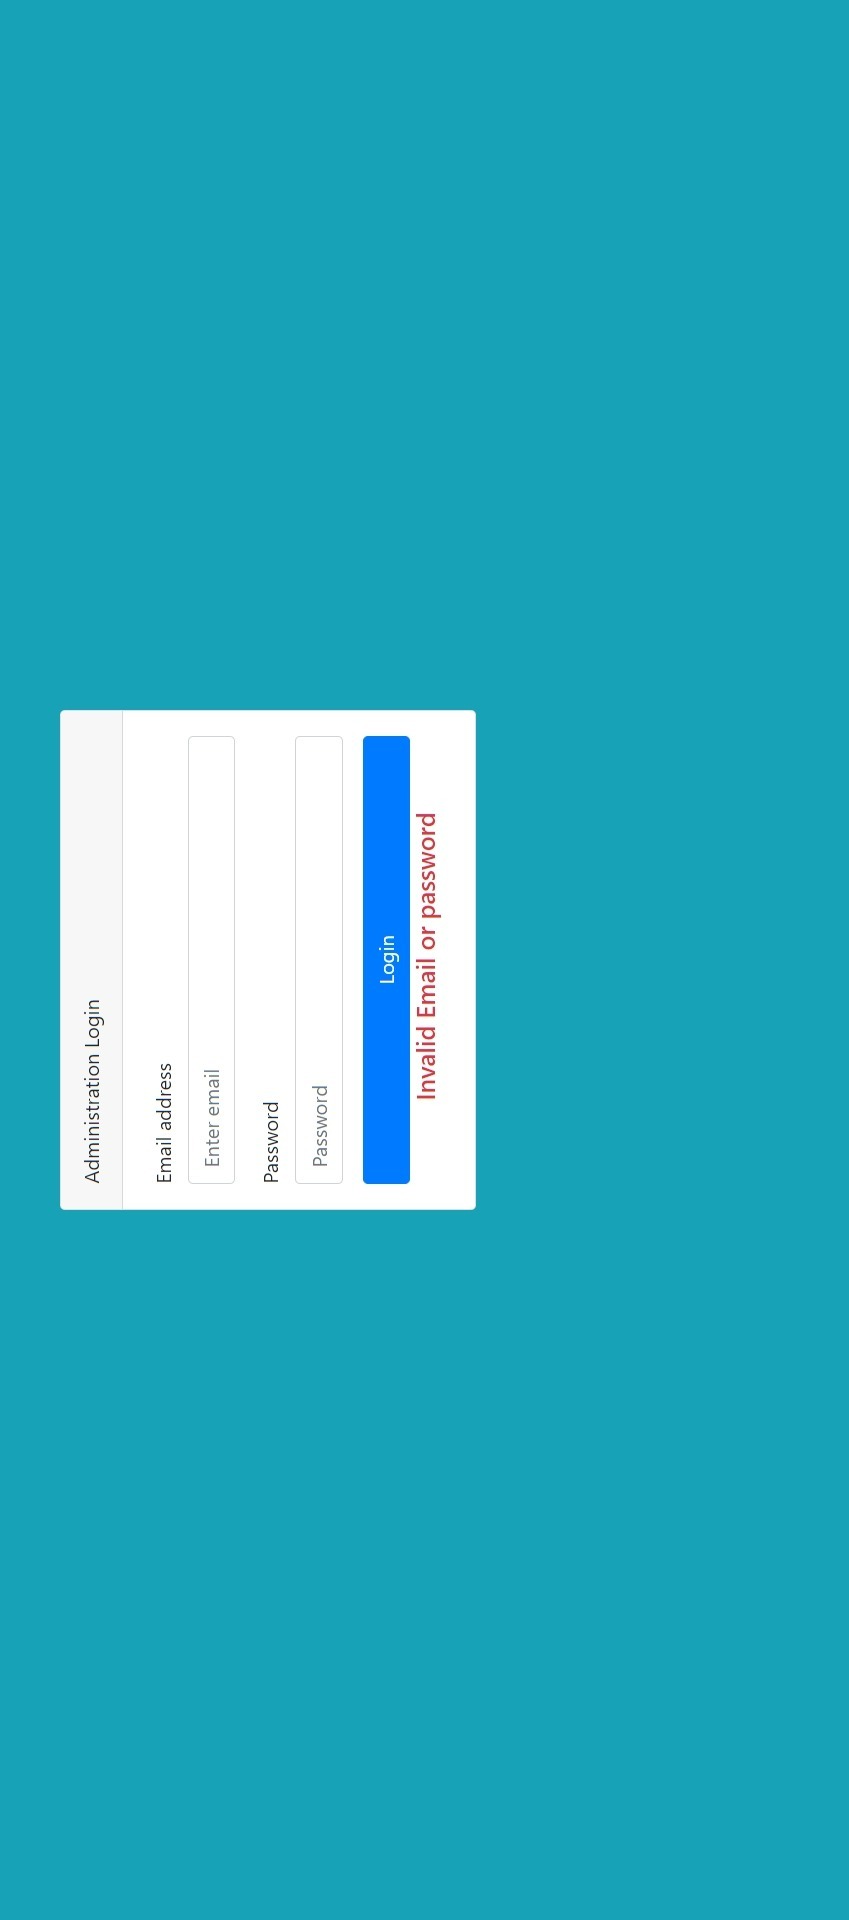 Administration Login
Email address
Enter email
Password
Password
Login
Invalid Email or password